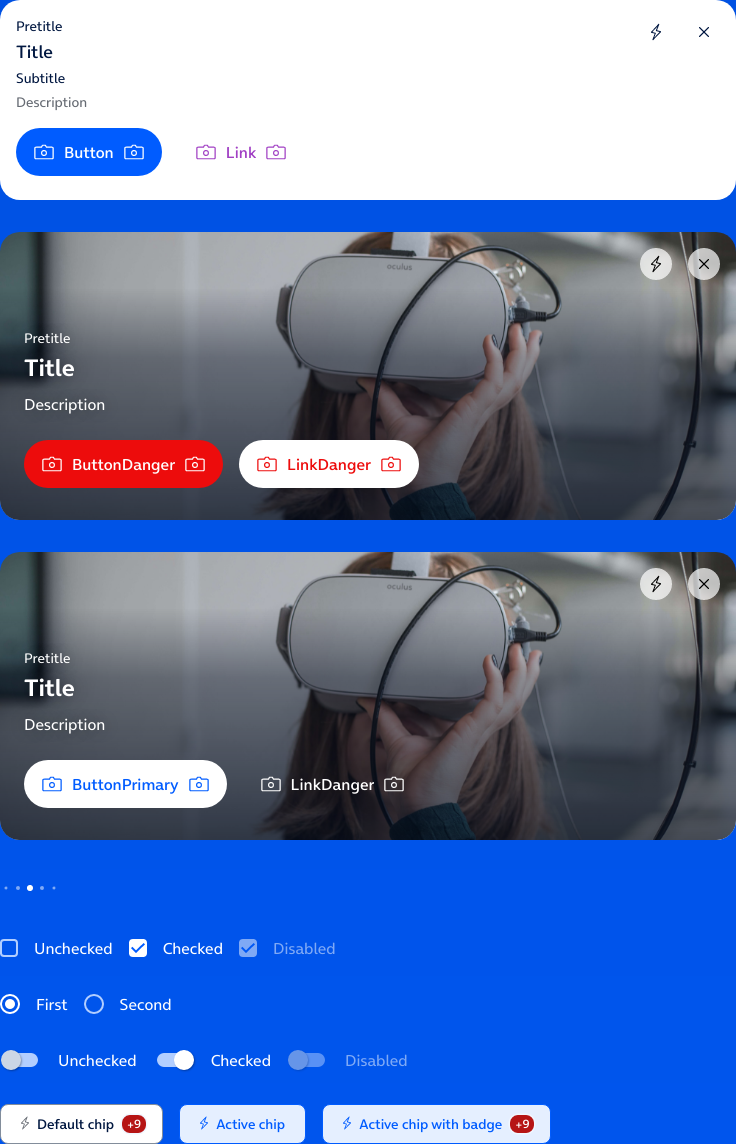 Pretitle
Title
Subtitle
Description
Button
Link
oculus
Pretitle
Title
Description
ButtonDanger
LinkDanger
oculus
Pretitle
Title
Description
ButtonPrimary
LinkDanger
Unchecked Checked Disabled
First Second
Unchecked Checked Disabled
Default chip +9 Active chip Active chip with badge +9